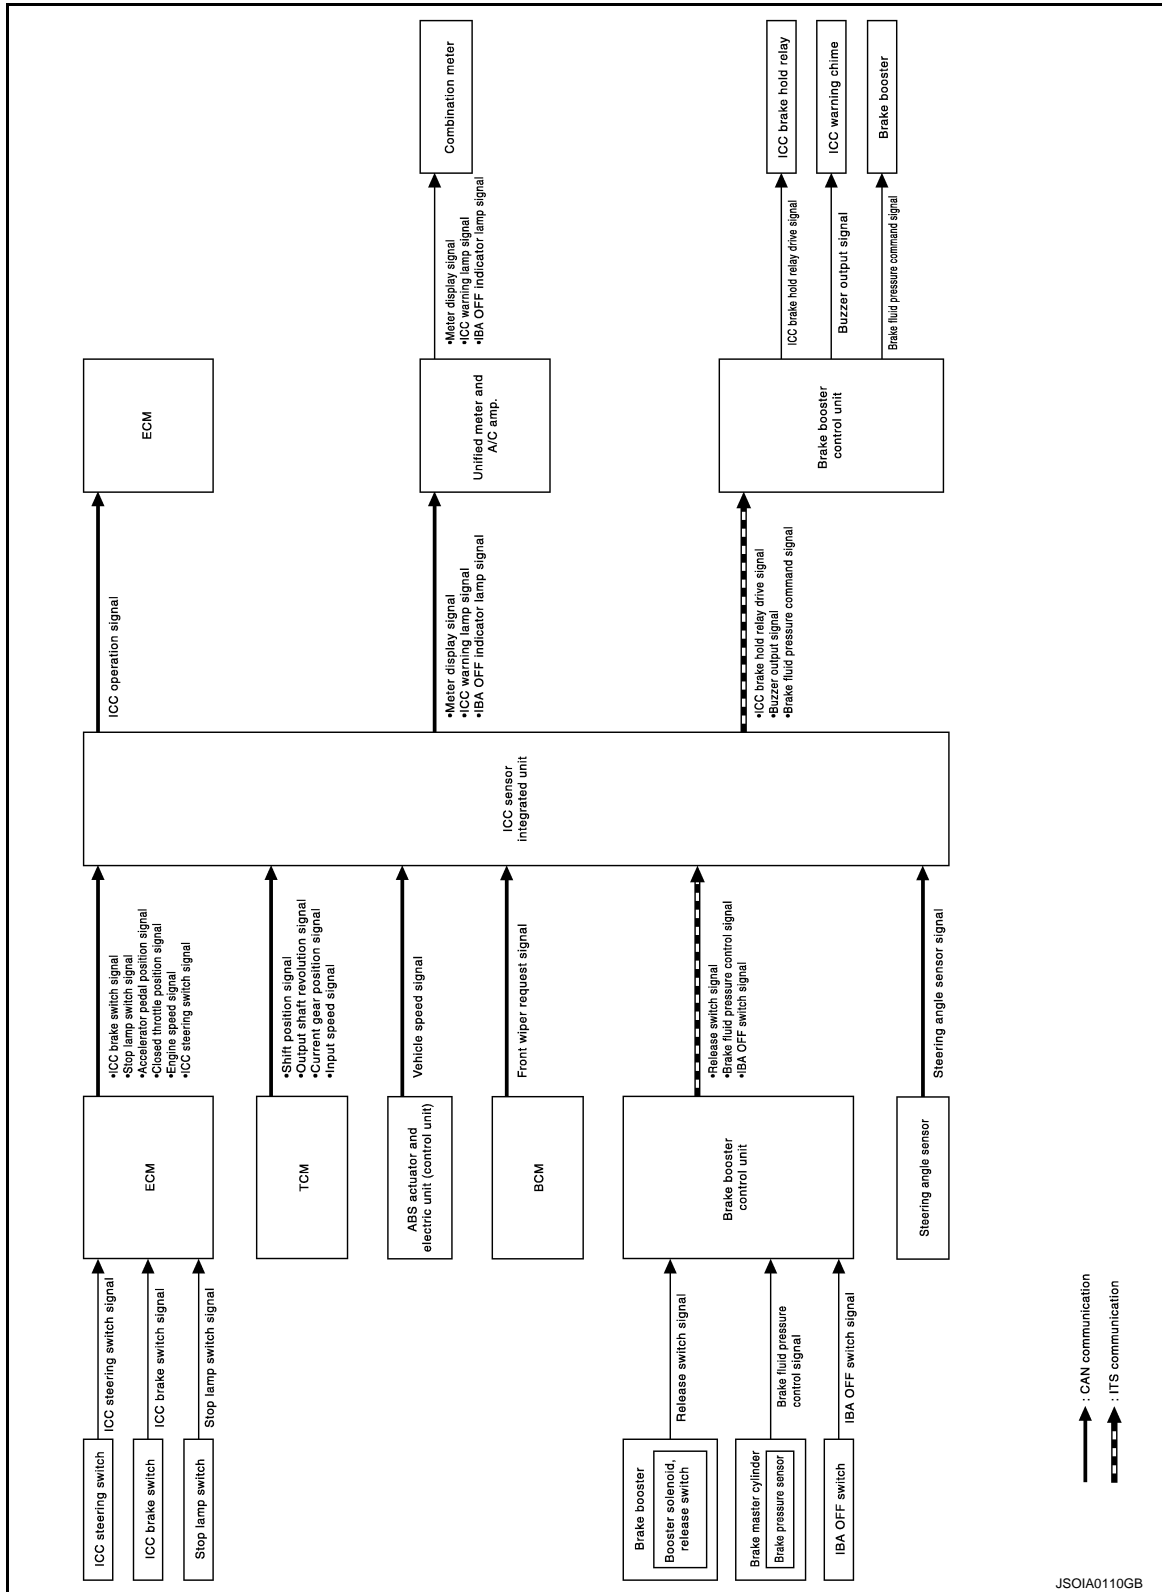 ICC steering switch
ICC brake switch
Stop lamp switch
ICC steering switch signal
ICC brake switch signal
Stop lamp switch signal
ECM
•ICC brake switch signal
•Stop lamp switch signal
•Accelerator pedal position signal
•Closed throttle position signal
•Engine speed signal
•ICC steering switch signal
TCM
•Shift position signal
•Output shaft revolution signal
•Current gear position signal
•Input speed signal
ABS actuator and
electric unit (control unit)
Vehicle speed signal
BCM
Front wiper request signal
Brake booster
Booster solenoid,
release switch
Release switch signal
Brake master cylinder
Brake pressure sensor
Brake fluid pressure
control signal
IBA OFF switch
IBA OFF switch signal
Brake booster
control unit
•Release switch signal
•Brake fluid pressure control signal
•IBA OFF switch signal
Steering angle sensor
Steering angle sensor signal
ICC sensor
integrated unit
ICC operation signal
ECM
•Meter display signal
•ICC warning lamp signal
•IBA OFF indicator lamp signal
Unified meter and
A/C amp.
•Meter display signal
•ICC warning lamp signal
•IBA OFF indicator lamp signal
Combination meter
•ICC brake hold relay drive signal
•Buzzer output signal
•Brake fluid pressure command signal
Brake booster
control unit
ICC brake hold relay drive signal
Buzzer output signal
Brake fluid pressure command signal
ICC brake hold relay
ICC warning chime
Brake booster
: CAN communication
: ITS communication
JSOIA0110GB